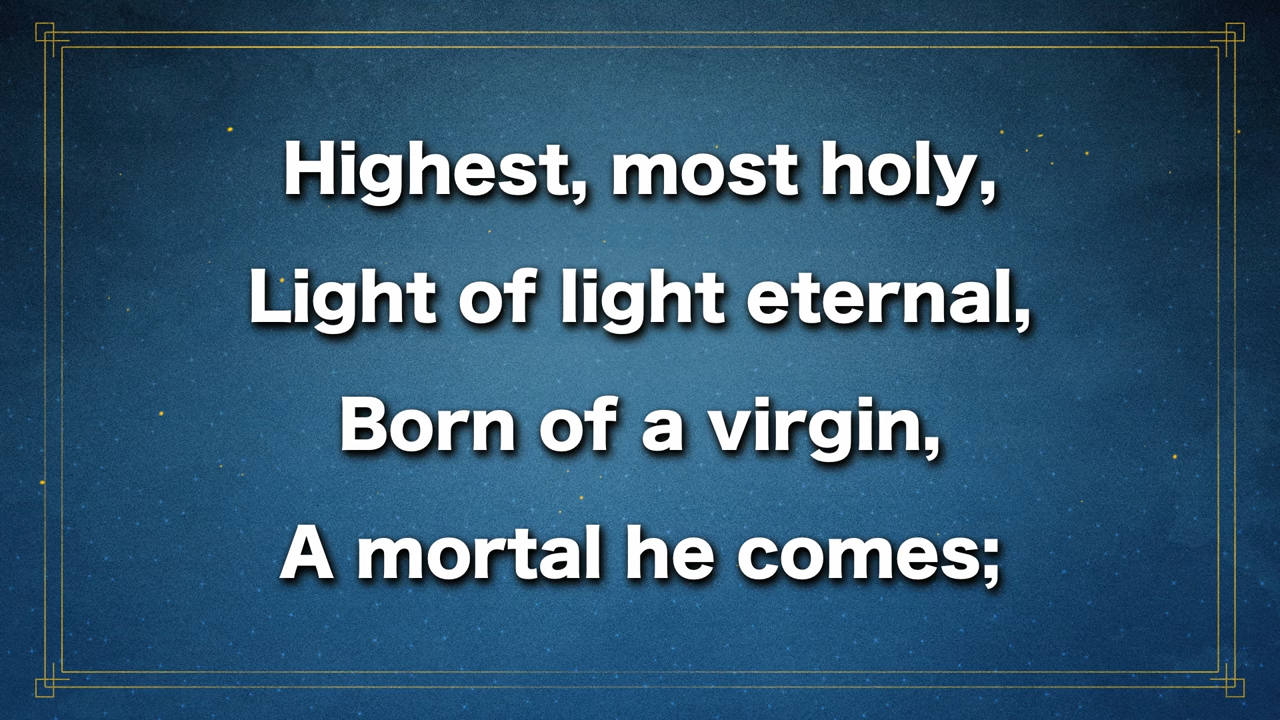 Highest, most holy,
Light of light eternal,
Born of a virgin,
A mortal he comes;